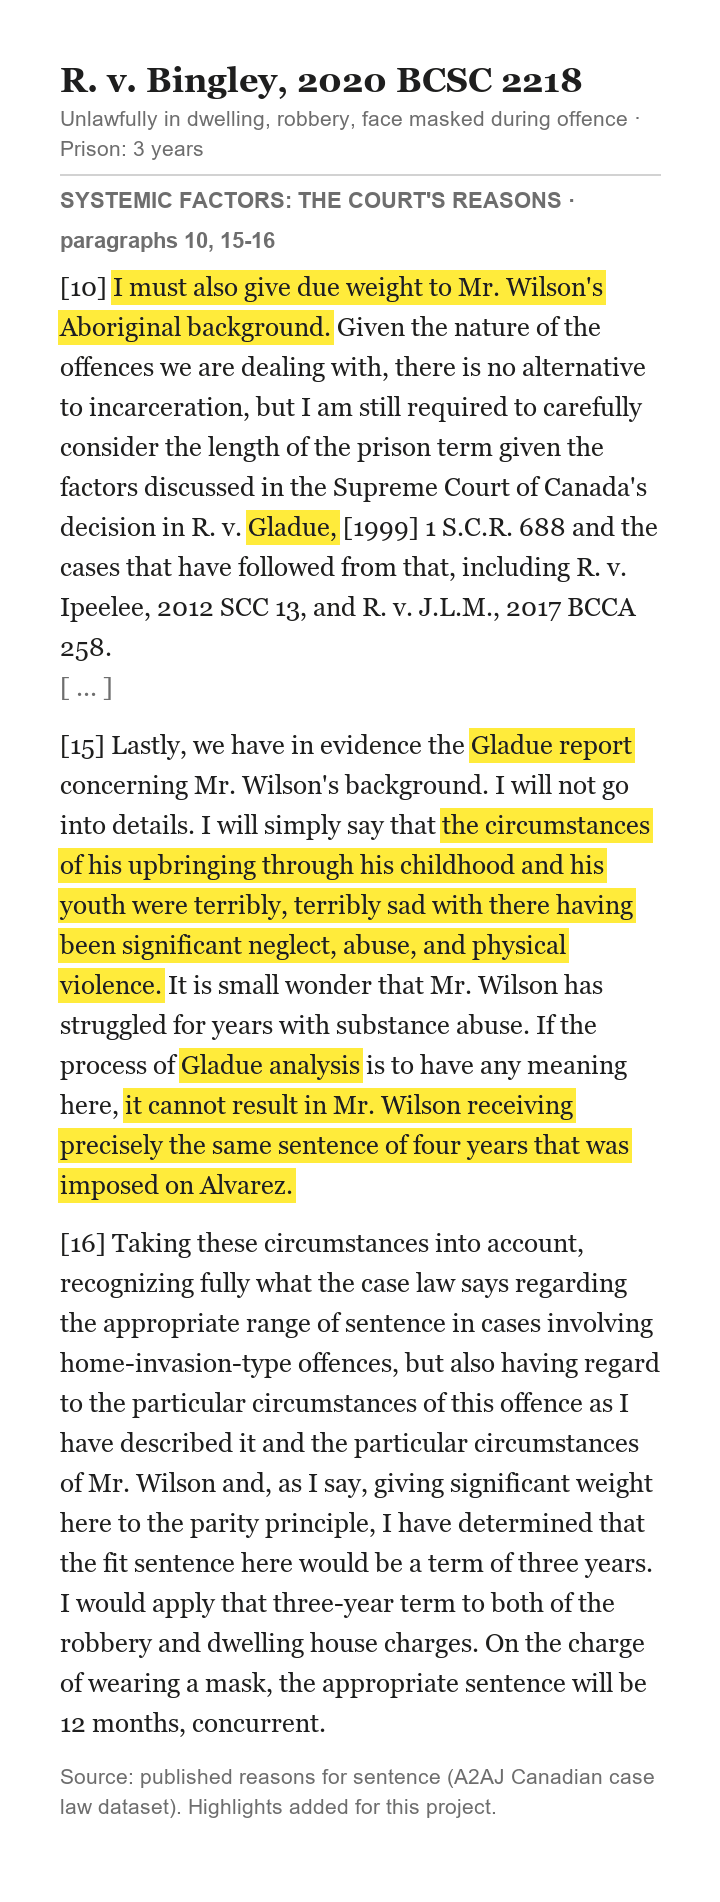 R. v. Bingley, 2020 BCSC 2218
Unlawfully in dwelling, robbery, face masked during offence ·
Prison: 3 years
SYSTEMIC FACTORS: THE COURT'S REASONS ·
paragraphs 10, 15-16
[10] I must also give due weight to Mr. Wilson's
Aboriginal background. Given the nature of the
offences we are dealing with, there is no alternative
to incarceration, but I am still required to carefully
consider the length of the prison term given the
factors discussed in the Supreme Court of Canada's
decision in R. v. Gladue, [1999] 1 S.C.R. 688 and the
cases that have followed from that, including R. v.
Ipeelee, 2012 SCC 13, and R. v. J.L.M., 2017 BCCA
258.
[ ... ]
[15] Lastly, we have in evidence the Gladue report
concerning Mr. Wilson's background. I will not go
into details. I will simply say that the circumstances
of his upbringing through his childhood and his
youth were terribly, terribly sad with there having
been significant neglect, abuse, and physical
violence. It is small wonder that Mr. Wilson has
struggled for years with substance abuse. If the
process of Gladue analysis is to have any meaning
here, it cannot result in Mr. Wilson receiving
precisely the same sentence of four years that was
imposed on Alvarez.
[16] Taking these circumstances into account,
recognizing fully what the case law says regarding
the appropriate range of sentence in cases involving
home-invasion-type offences, but also having regard
to the particular circumstances of this offence as I
have described it and the particular circumstances
of Mr. Wilson and, as I say, giving significant weight
here to the parity principle, I have determined that
the fit sentence here would be a term of three years.
I would apply that three-year term to both of the
robbery and dwelling house charges. On the charge
of wearing a mask, the appropriate sentence will be
12 months, concurrent.
Source: published reasons for sentence (A2AJ Canadian case
law dataset). Highlights added for this project.